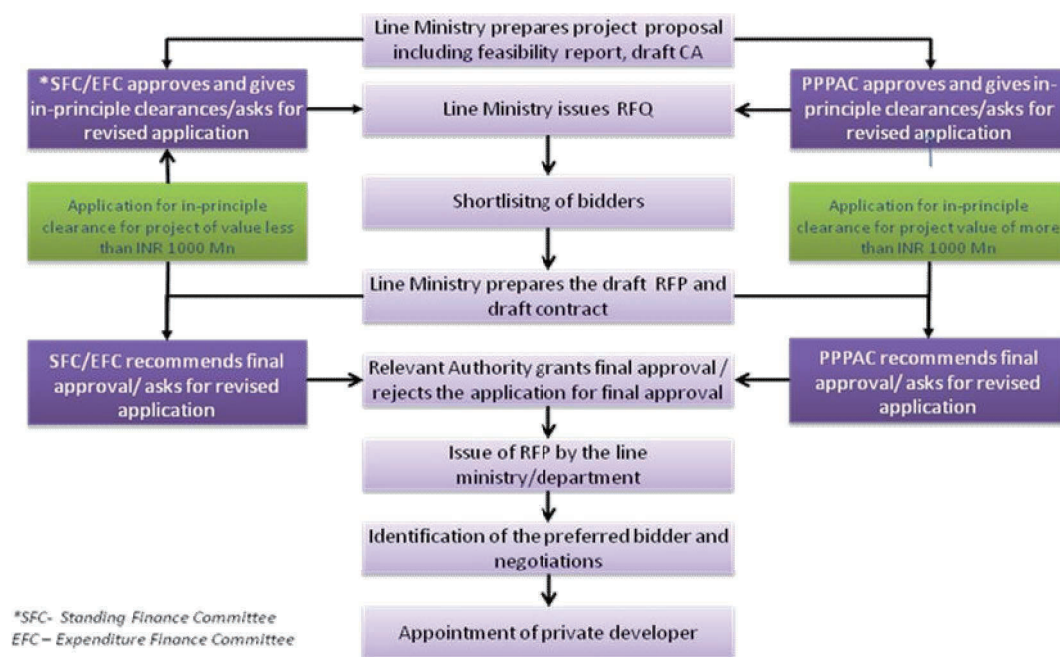 Line Ministry prepares project proposal
including feasibility report, draft CA
*SFC/EFC approves and gives
in-principle clearances/asks for
revised application
Line Ministry issues RFQ
PPPAC approves and gives in-
principle clearances/asks for
revised application
Application for in-principle
clearance for project of value less
than INR 1000 Mn
Shortlisitng of bidders
Application for in-principle
clearance for project value of more
than INR 1000 Mn
Line Ministry prepares the draft RFP and
draft contract
SFC/EFC recommends final
approval/ asks for revised
application
Relevant Authority grants final approval /
rejects the application for final approval
PPPAC recommends final
approval/ asks for revised
application
Issue of RFP by the line
ministry/department
Identification of the preferred bidder and
negotiations
Appointment of private developer
*SFC- Standing Finance Committee
EFC – Expenditure Finance Committee